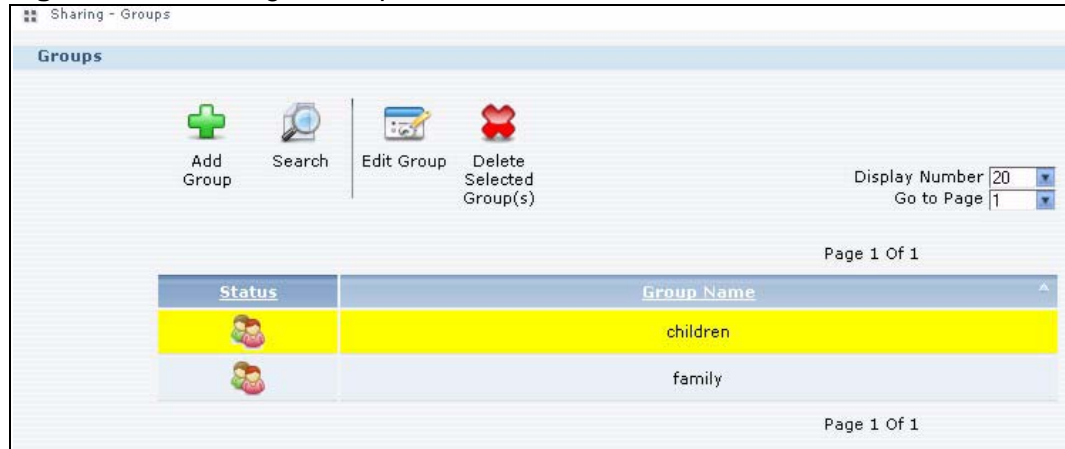 Sharing - Groups
Groups
Add Group
Search
Edit Group
Delete Selected Group(s)
Display Number 20
Go to Page 1
Page 1 Of 1
Status Group Name
children
family
Page 1 Of 1